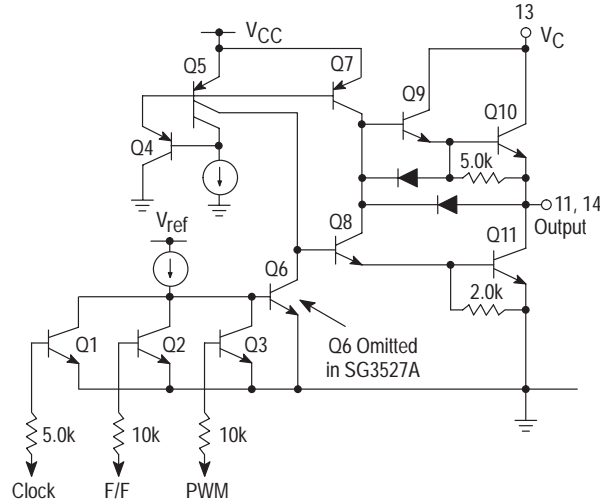 13
VCC
VC
Q5
Q7
Q9
Q10
Q4
5.0k
11, 14
Output
Vref
Q8
Q11
Q6
2.0k
Q1
Q2
Q3
Q6 Omitted
in SG3527A
5.0k
10k
10k
Clock
F/F
PWM